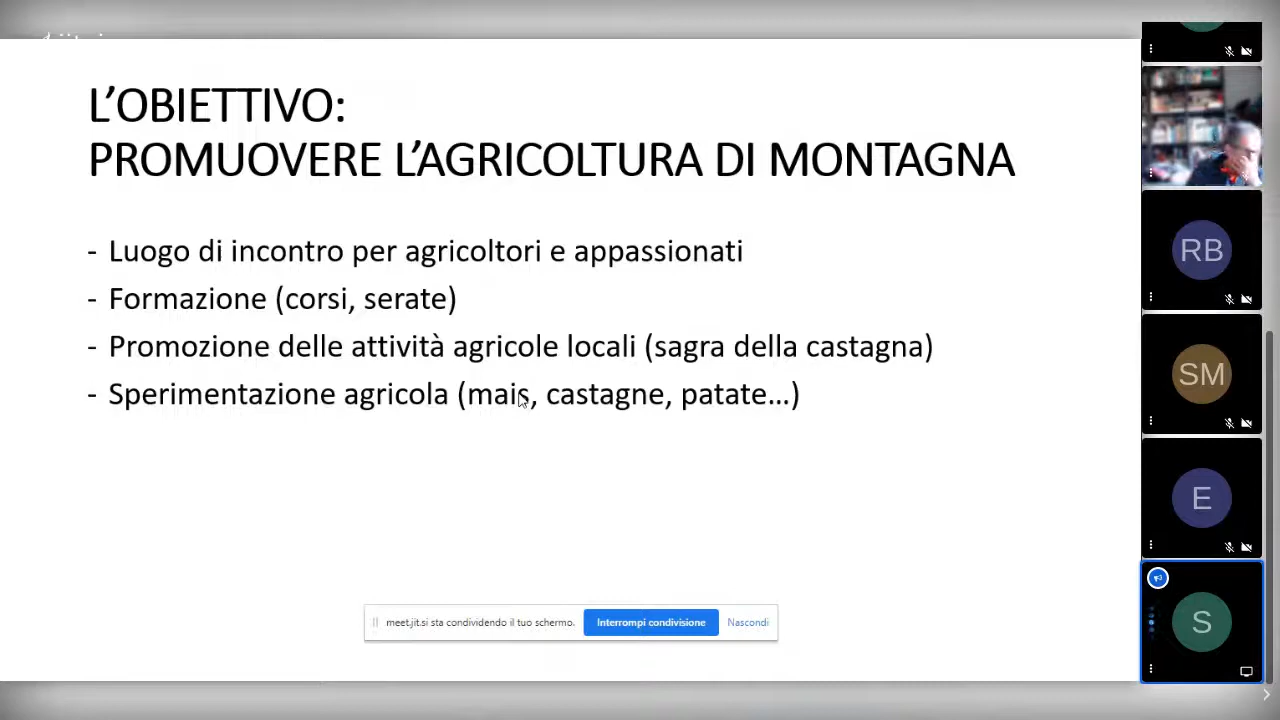 L'OBIETTIVO:
PROMUOVERE L'AGRICOLTURA DI MONTAGNA
- Luogo di incontro per agricoltori e appassionati
- Formazione (corsi, serate)
- Promozione delle attività agricole locali (sagra della castagna)
- Sperimentazione agricola (mais, castagne, patate...)
meet.jit.si sta condividendo il tuo schermo.
Interrompi condivisione
Nascondi
RB
SM
E
S